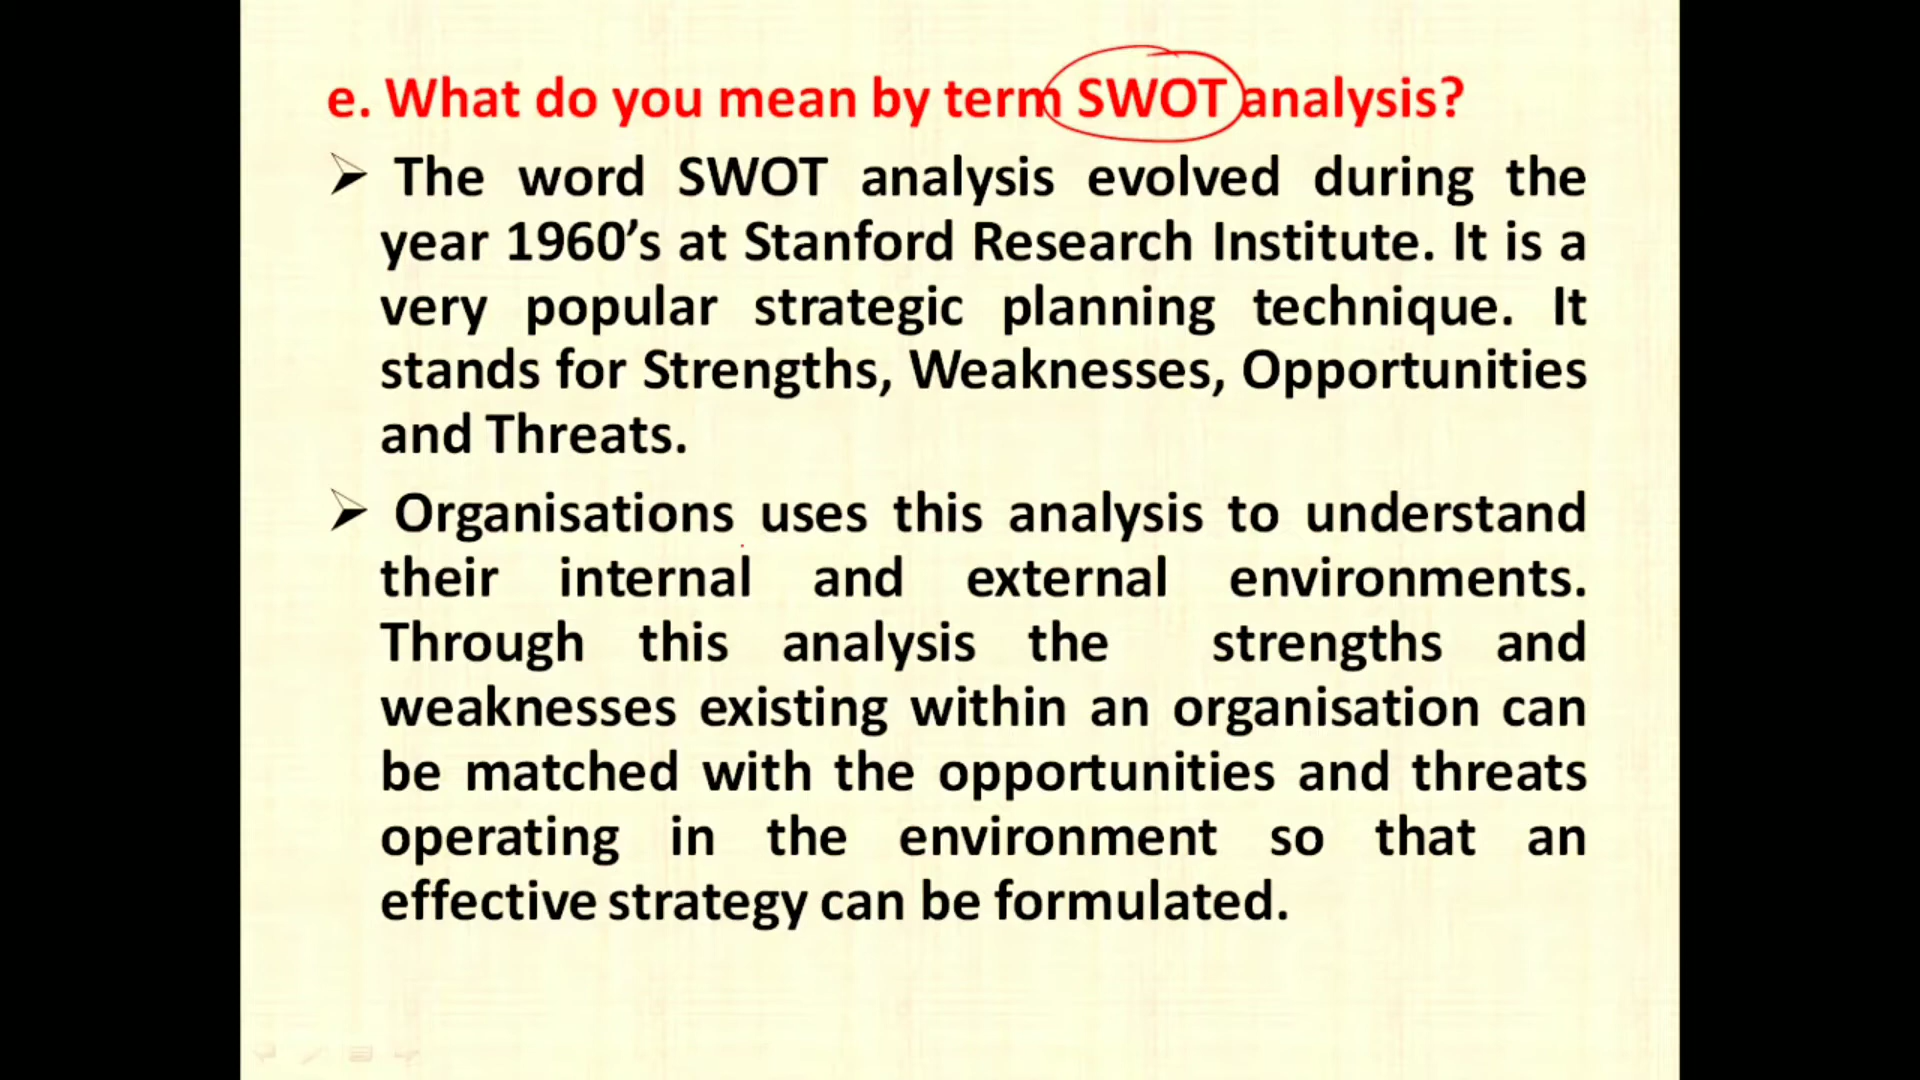 e. What do you mean by term SWOT analysis?
➢ The word SWOT analysis evolved during the
year 1960’s at Stanford Research Institute. It is a
very popular strategic planning technique. It
stands for Strengths, Weaknesses, Opportunities
and Threats.
➢ Organisations uses this analysis to understand
their internal and external environments.
Through this analysis the strengths and
weaknesses existing within an organisation can
be matched with the opportunities and threats
operating in the environment so that an
effective strategy can be formulated.